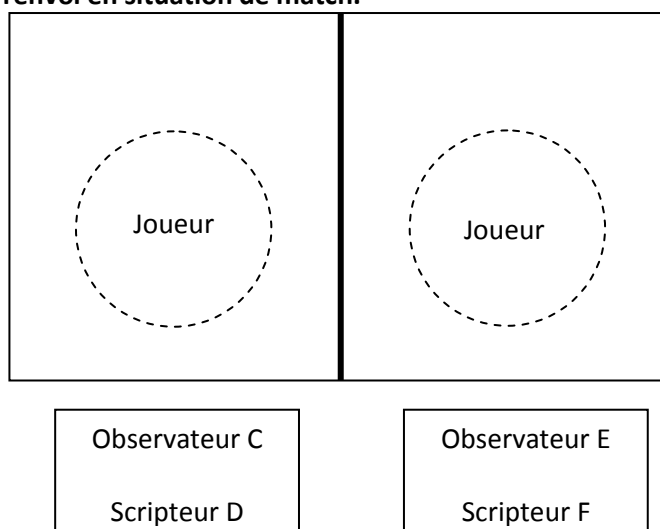 renvoi en situation de match.
Joueur
Joueur
Observateur C
Scripteur D
Observateur E
Scripteur F